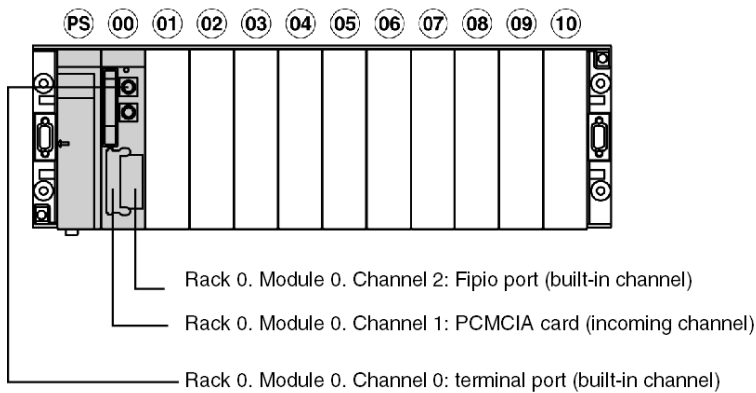 PS 00 01 02 03 04 05 06 07 08 09 10
Rack 0. Module 0. Channel 2: Fipio port (built-in channel)
Rack 0. Module 0. Channel 1: PCMCIA card (incoming channel)
Rack 0. Module 0. Channel 0: terminal port (built-in channel)